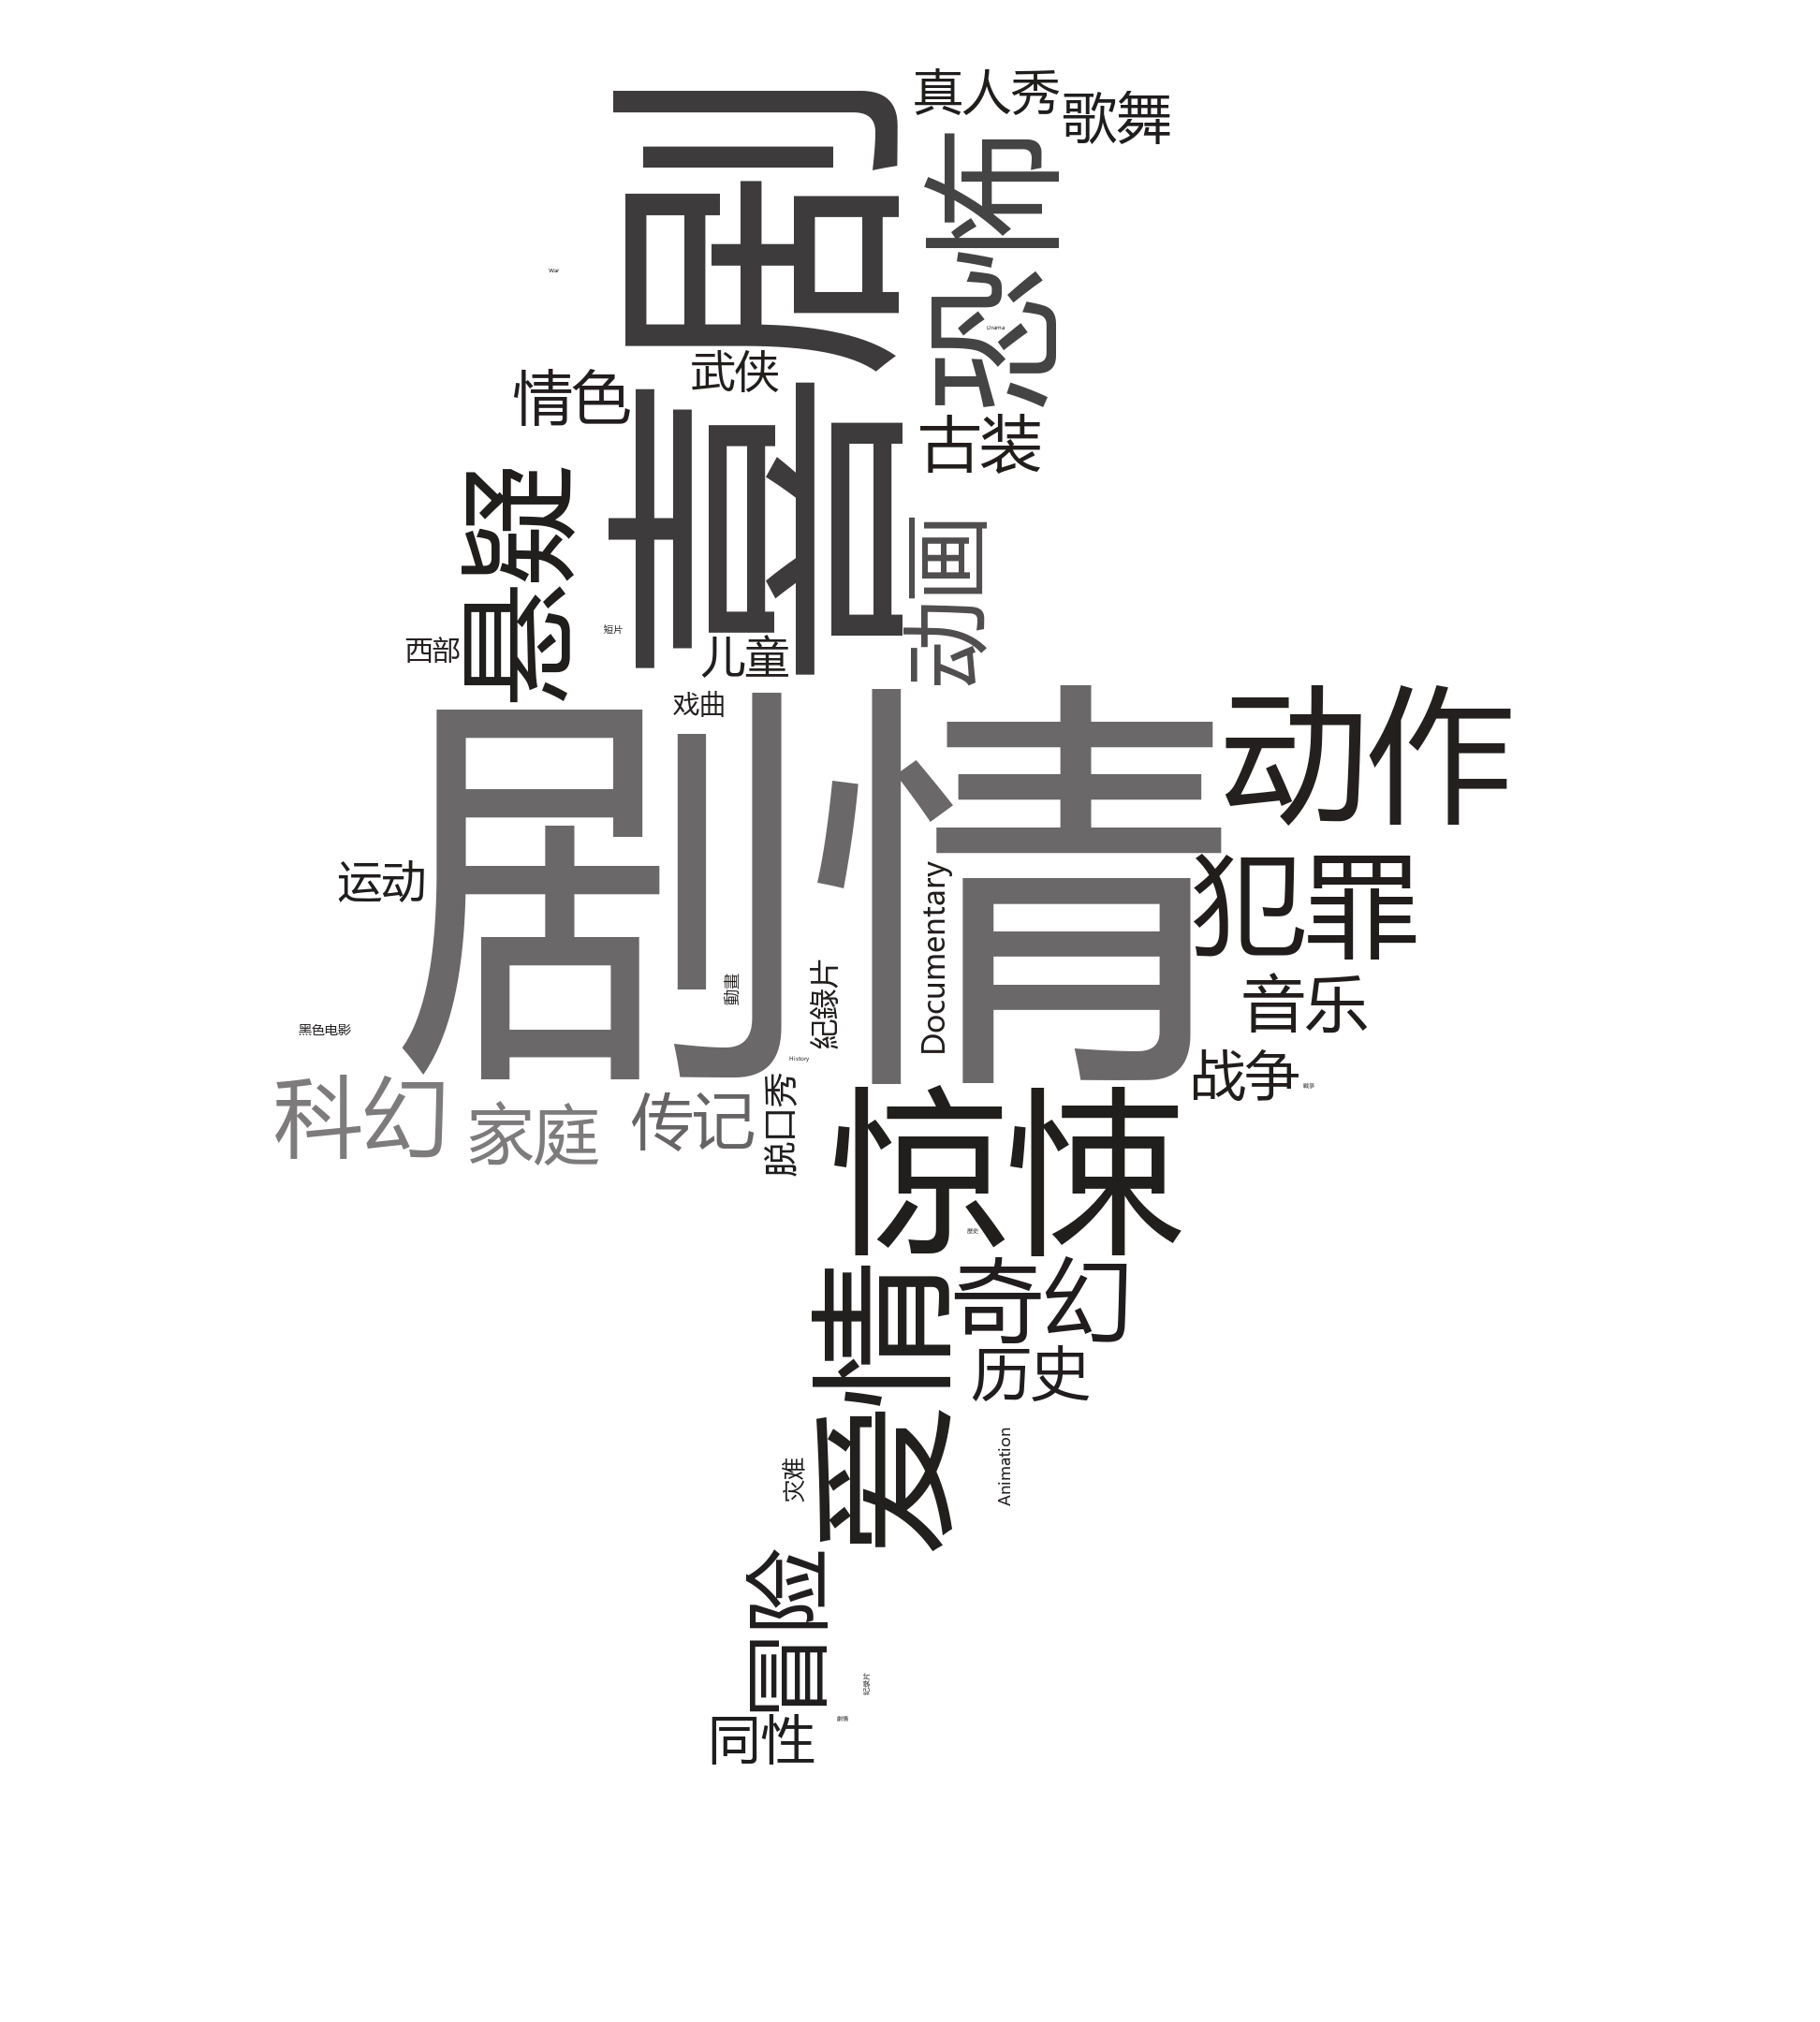 真人秀
歌舞
喜剧
恐怖
War
Drama
武侠
情色
古装
悬疑
动画
短片
西部
儿童
戏曲
剧情
动作
运动
犯罪
Documentary
動畫
紀錄片
音乐
黑色电影
History
战争
戰爭
科幻
家庭
传记
脱口秀
惊悚
歷史
爱情
奇幻
历史
灾难
Animation
冒险
纪录片
同性
劇情